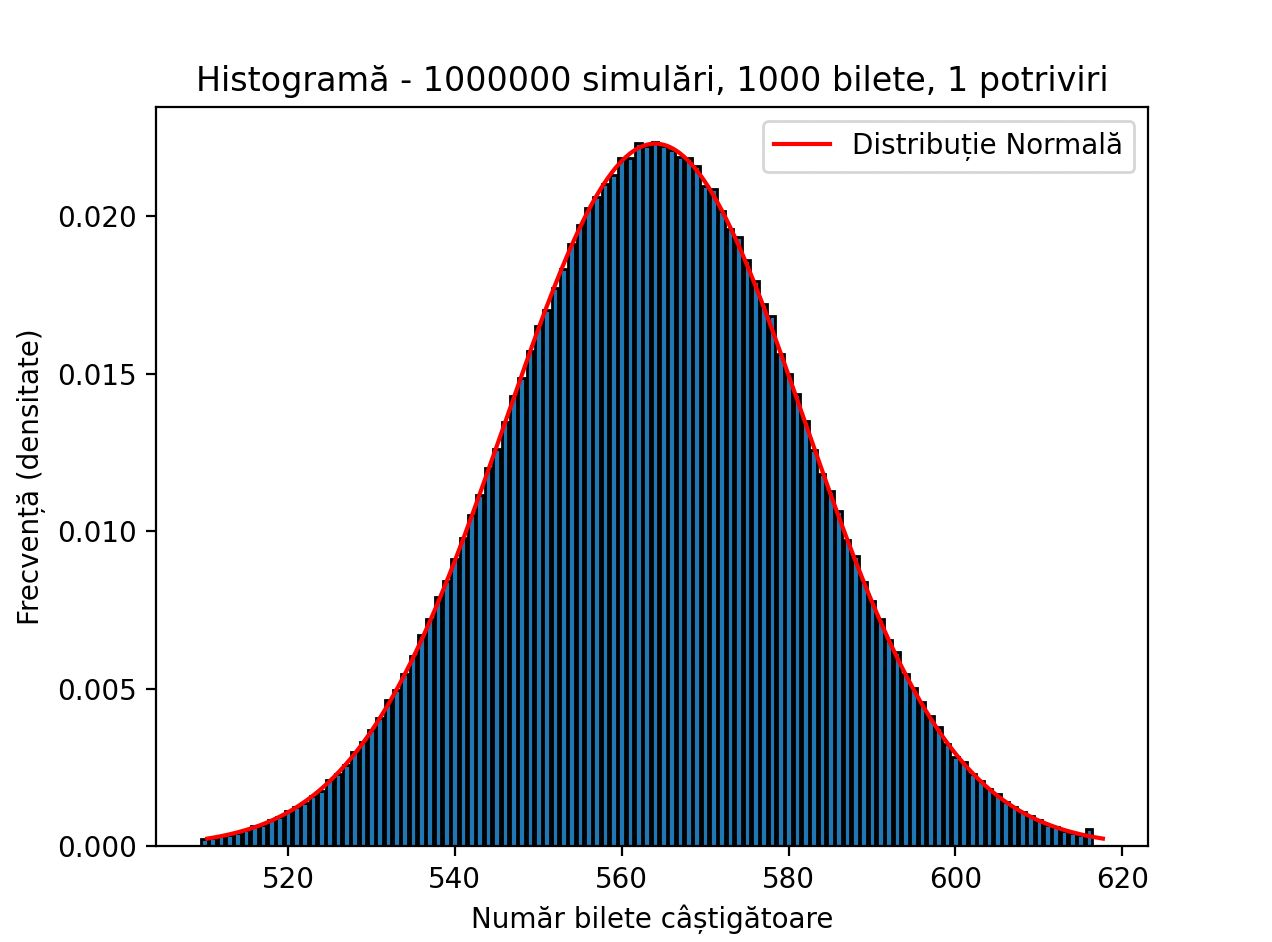 Histogramă - 1000000 simulări, 1000 bilete, 1 potriviri
Distribuție Normală
Frecvență (densitate)
0.020
0.015
0.010
0.005
0.000
520 540 560 580 600 620
Număr bilete câștigătoare